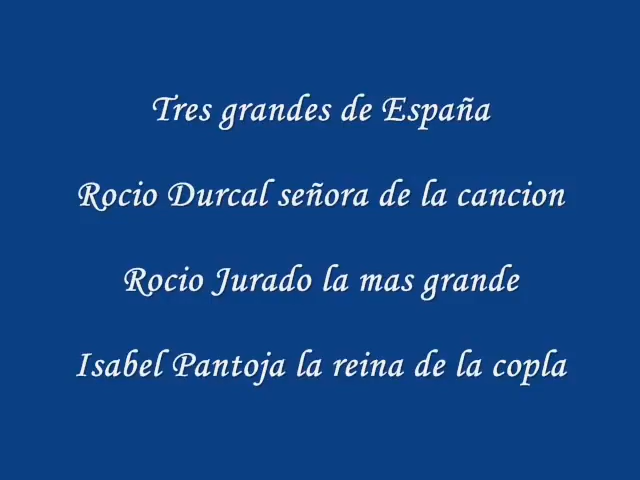 Tres grandes de España
Rocio Durcal señora de la cancion
Rocio Jurado la mas grande
Isabel Pantoja la reina de la copla